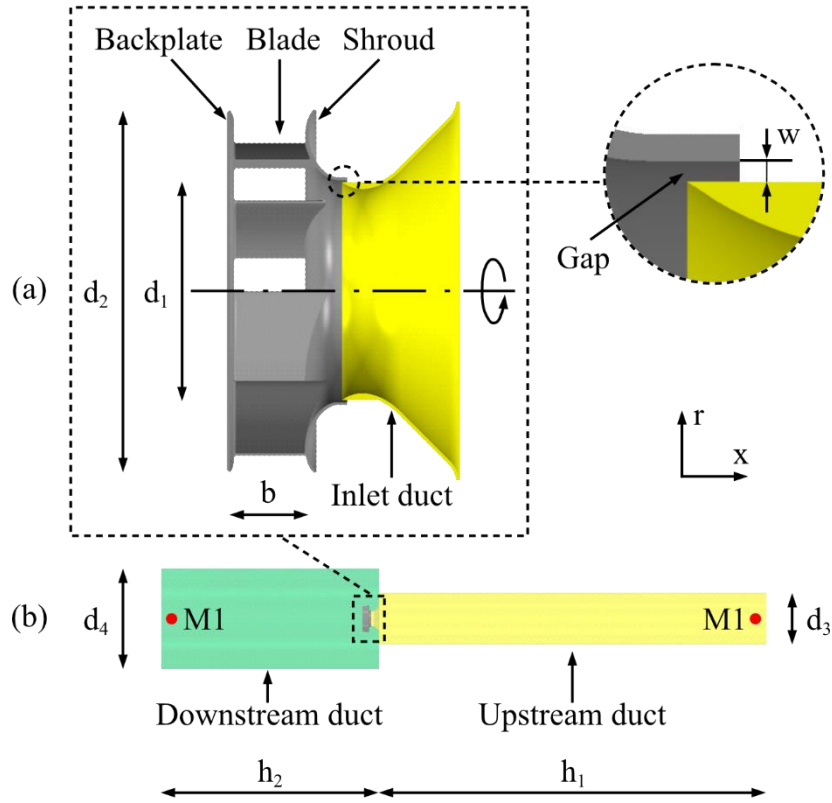 Backplate Blade Shroud
w
Gap
(a)
d₂
d₁
r
x
b
Inlet duct
(b)
d₄
M1
M1
d₃
Downstream duct
Upstream duct
h₂
h₁